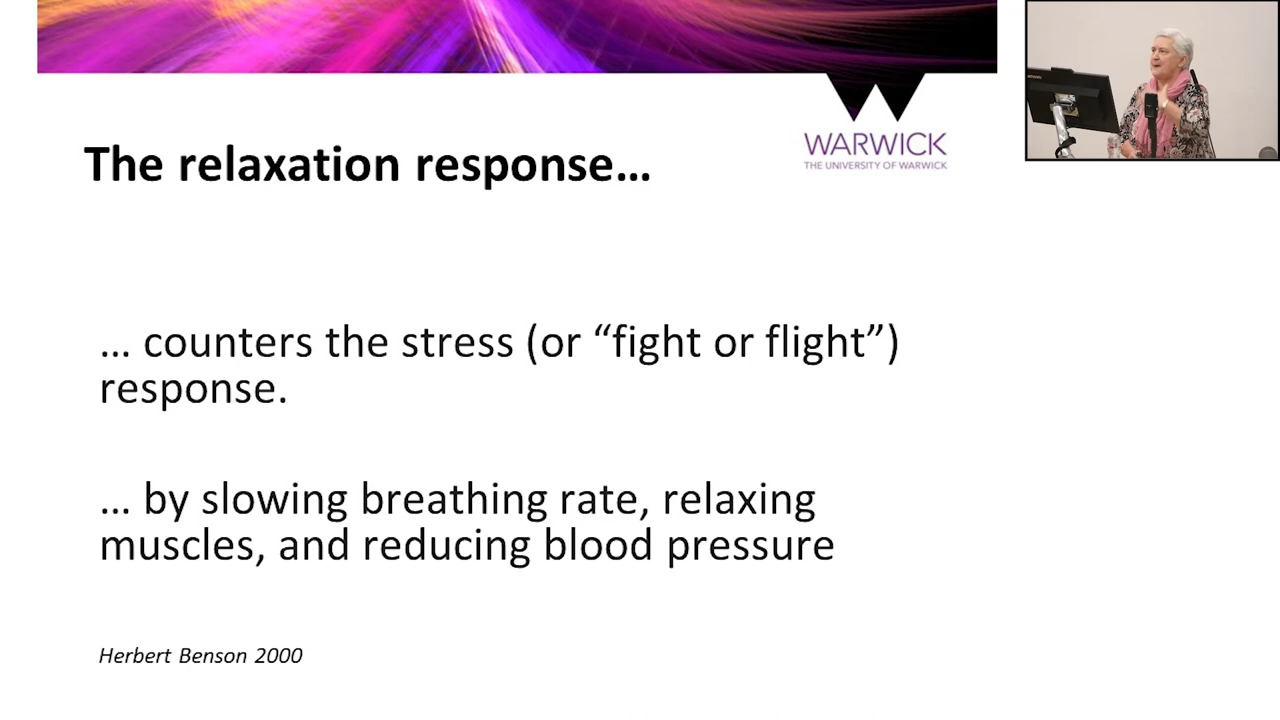 WARWICK
THE UNIVERSITY OF WARWICK
The relaxation response...
... counters the stress (or “fight or flight”)
response.
... by slowing breathing rate, relaxing
muscles, and reducing blood pressure
Herbert Benson 2000